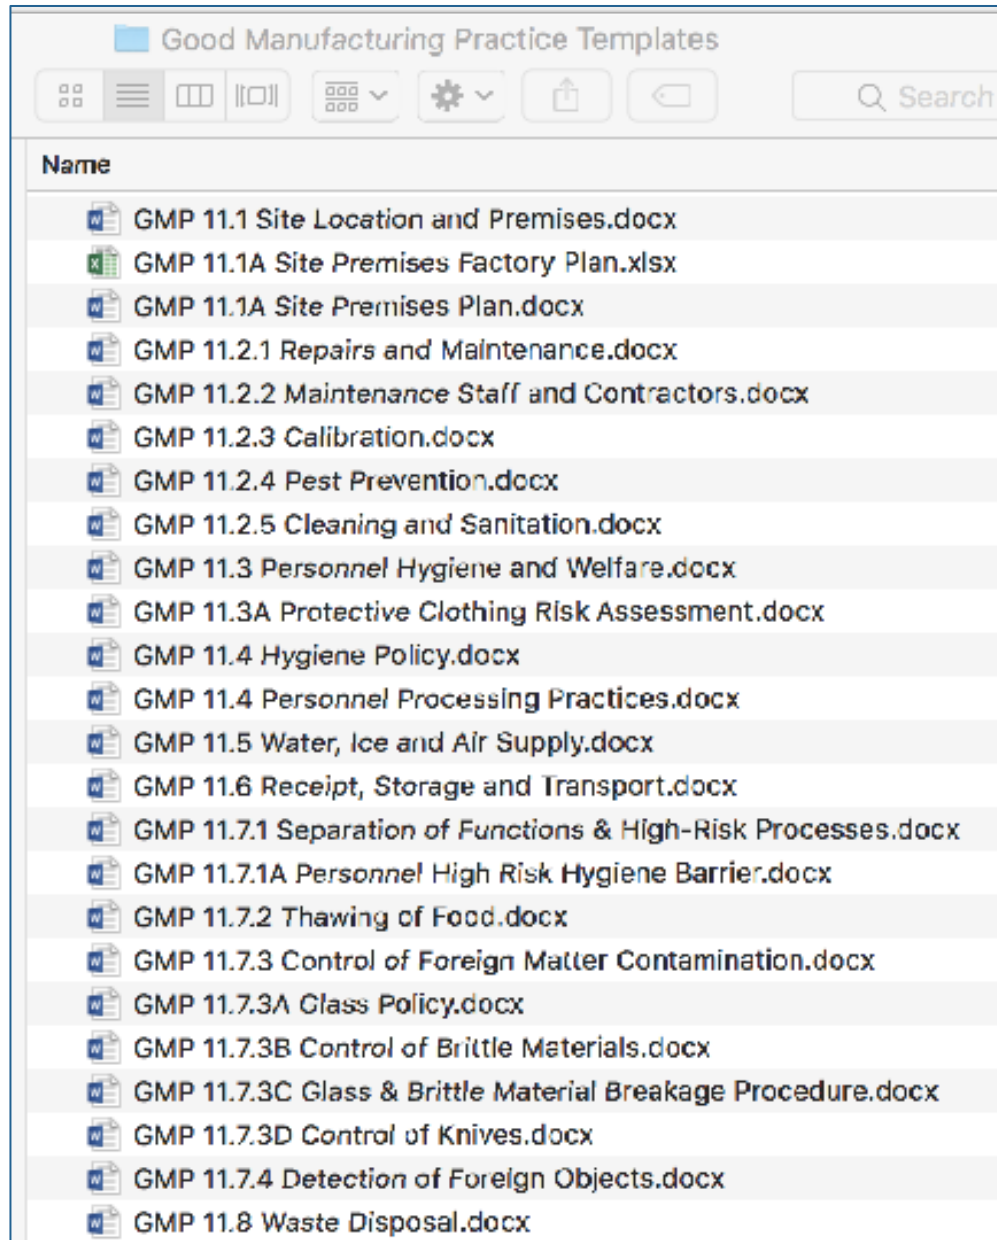 Good Manufacturing Practice Templates
Search
Name
GMP 11.1 Site Location and Premises.docx
GMP 11.1A Site Premises Factory Plan.xlsx
GMP 11.1A Site Premises Plan.docx
GMP 11.2.1 Repairs and Maintenance.docx
GMP 11.2.2 Maintenance Staff and Contractors.docx
GMP 11.2.3 Calibration.docx
GMP 11.2.4 Pest Prevention.docx
GMP 11.2.5 Cleaning and Sanitation.docx
GMP 11.3 Personnel Hygiene and Welfare.docx
GMP 11.3A Protective Clothing Risk Assessment.docx
GMP 11.4 Hygiene Policy.docx
GMP 11.4 Personnel Processing Practices.docx
GMP 11.5 Water, Ice and Air Supply.docx
GMP 11.6 Receipt, Storage and Transport.docx
GMP 11.7.1 Separation of Functions & High-Risk Processes.docx
GMP 11.7.1A Personnel High Risk Hygiene Barrier.docx
GMP 11.7.2 Thawing of Food.docx
GMP 11.7.3 Control of Foreign Matter Contamination.docx
GMP 11.7.3A Glass Policy.docx
GMP 11.7.3B Control of Brittle Materials.docx
GMP 11.7.3C Glass & Brittle Material Breakage Procedure.docx
GMP 11.7.3D Control of Knives.docx
GMP 11.7.4 Detection of Foreign Objects.docx
GMP 11.8 Waste Disposal.docx